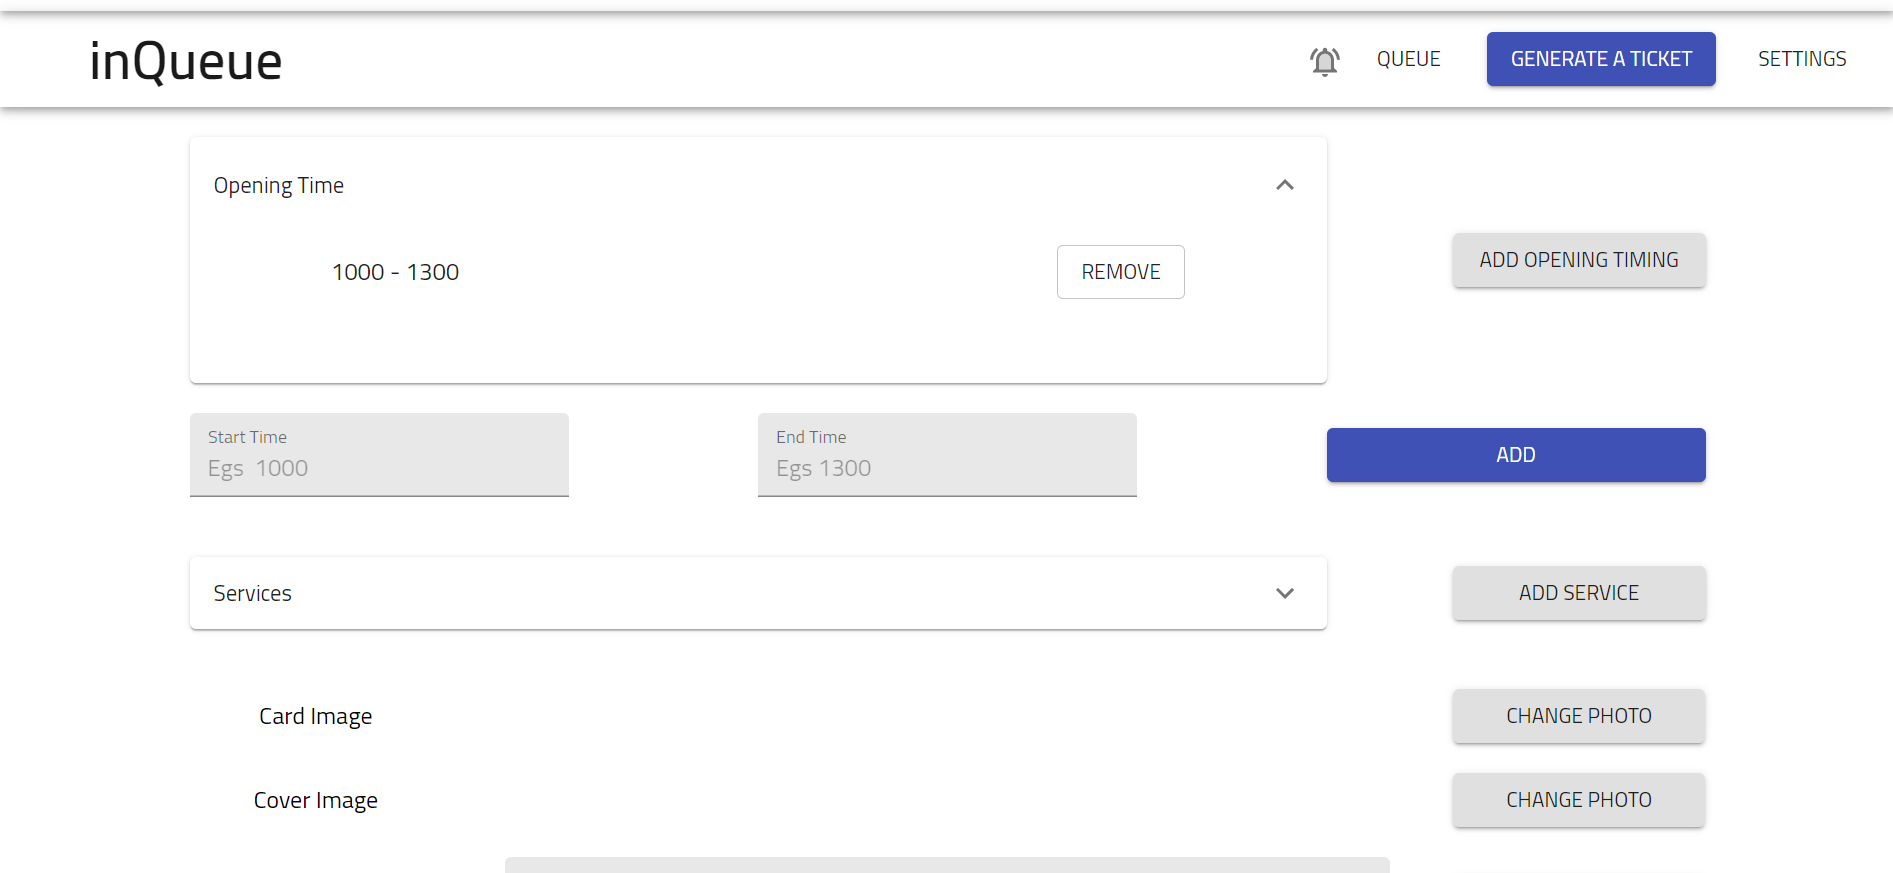 inQueue
QUEUE
GENERATE A TICKET
SETTINGS
Opening Time
1000 - 1300
REMOVE
ADD OPENING TIMING
Start Time
Egs  1000
End Time
Egs 1300
ADD
Services
ADD SERVICE
Card Image
CHANGE PHOTO
Cover Image
CHANGE PHOTO